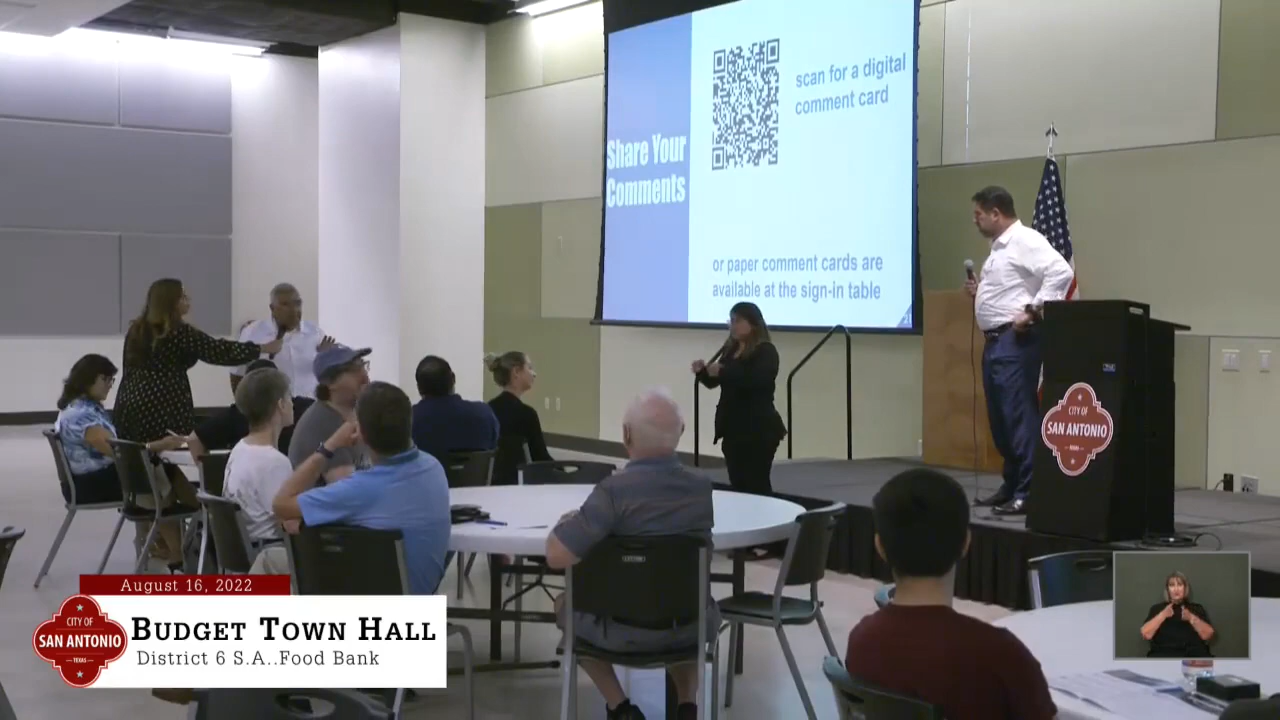 scan for a digital
comment card
Share Your
Comments
or paper comment cards are
available at the sign-in table
CITY OF
SAN ANTONIO
TEXAS
August 16, 2022
CITY OF
SAN ANTONIO
TEXAS
BUDGET TOWN HALL
District 6 S.A..Food Bank